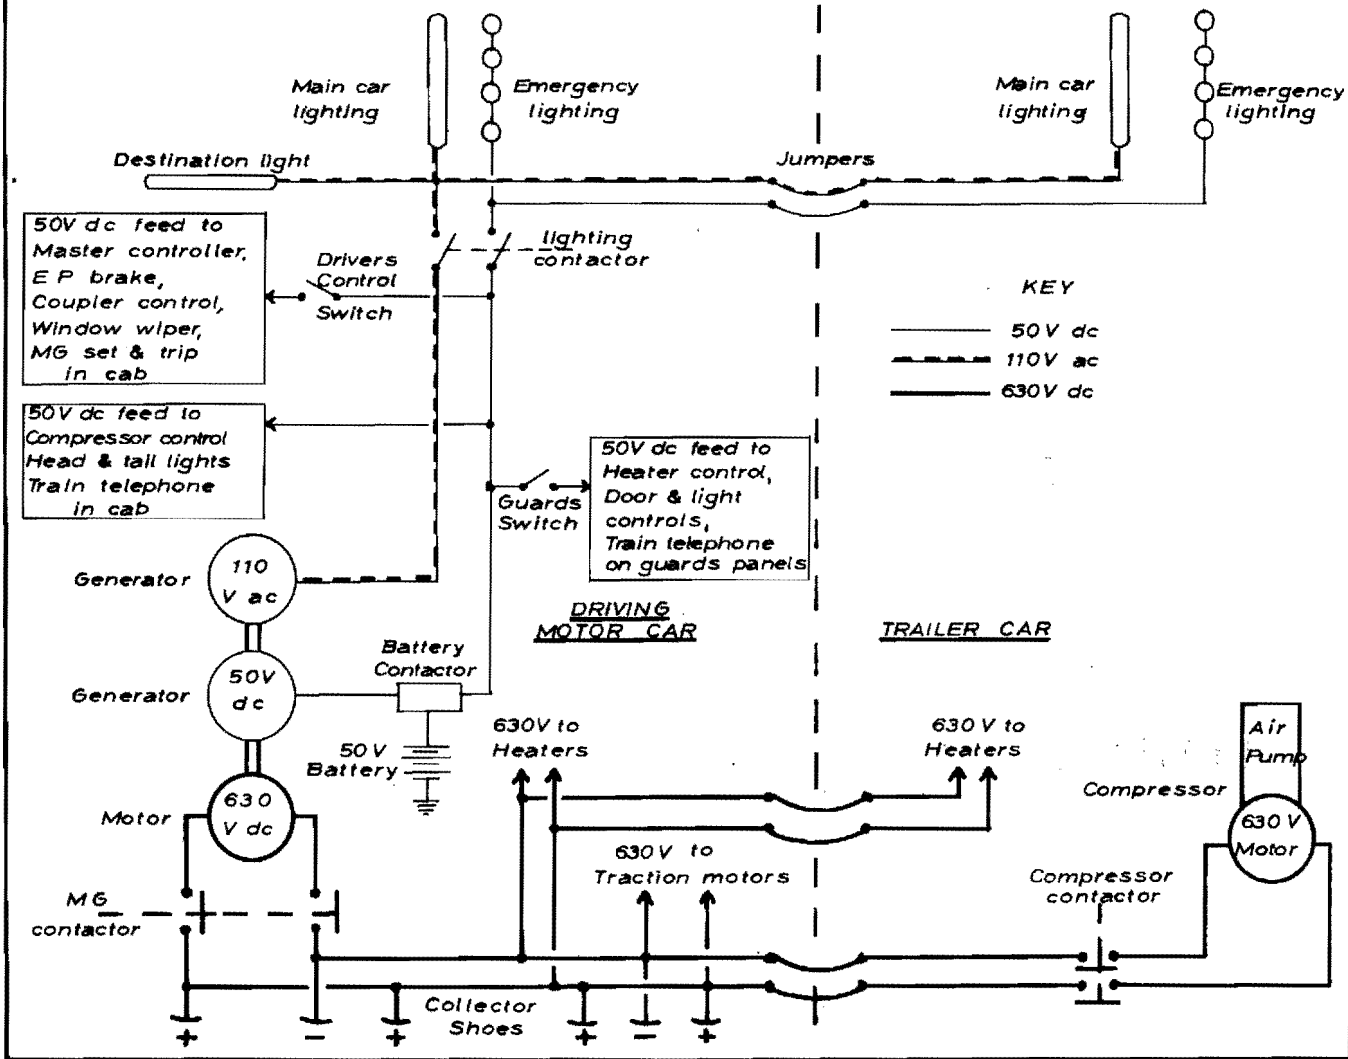 Main car
lighting
Emergency
lighting
Main car
lighting
Emergency
lighting
Destination light
Jumpers
50V dc feed to
Master controller,
E P brake,
Coupler control,
Window wiper,
MG set & trip
in cab
Drivers
Control
Switch
lighting
contactor
KEY
50V dc
110V ac
630V dc
50V dc feed to
Compressor control
Head & tail lights
Train telephone
in cab
Guards
Switch
50V dc feed to
Heater control,
Door & light
controls,
Train telephone
on guards panels
Generator
110
V ac
DRIVING
MOTOR CAR
TRAILER CAR
Generator
50V
dc
Battery
Contactor
50V
Battery
630V to
Heaters
630V to
Heaters
Air
Pump
Compressor
Motor
630
V dc
630V
Motor
630V to
Traction motors
Compressor
contactor
MG
contactor
Collector
Shoes
+ - + + - +